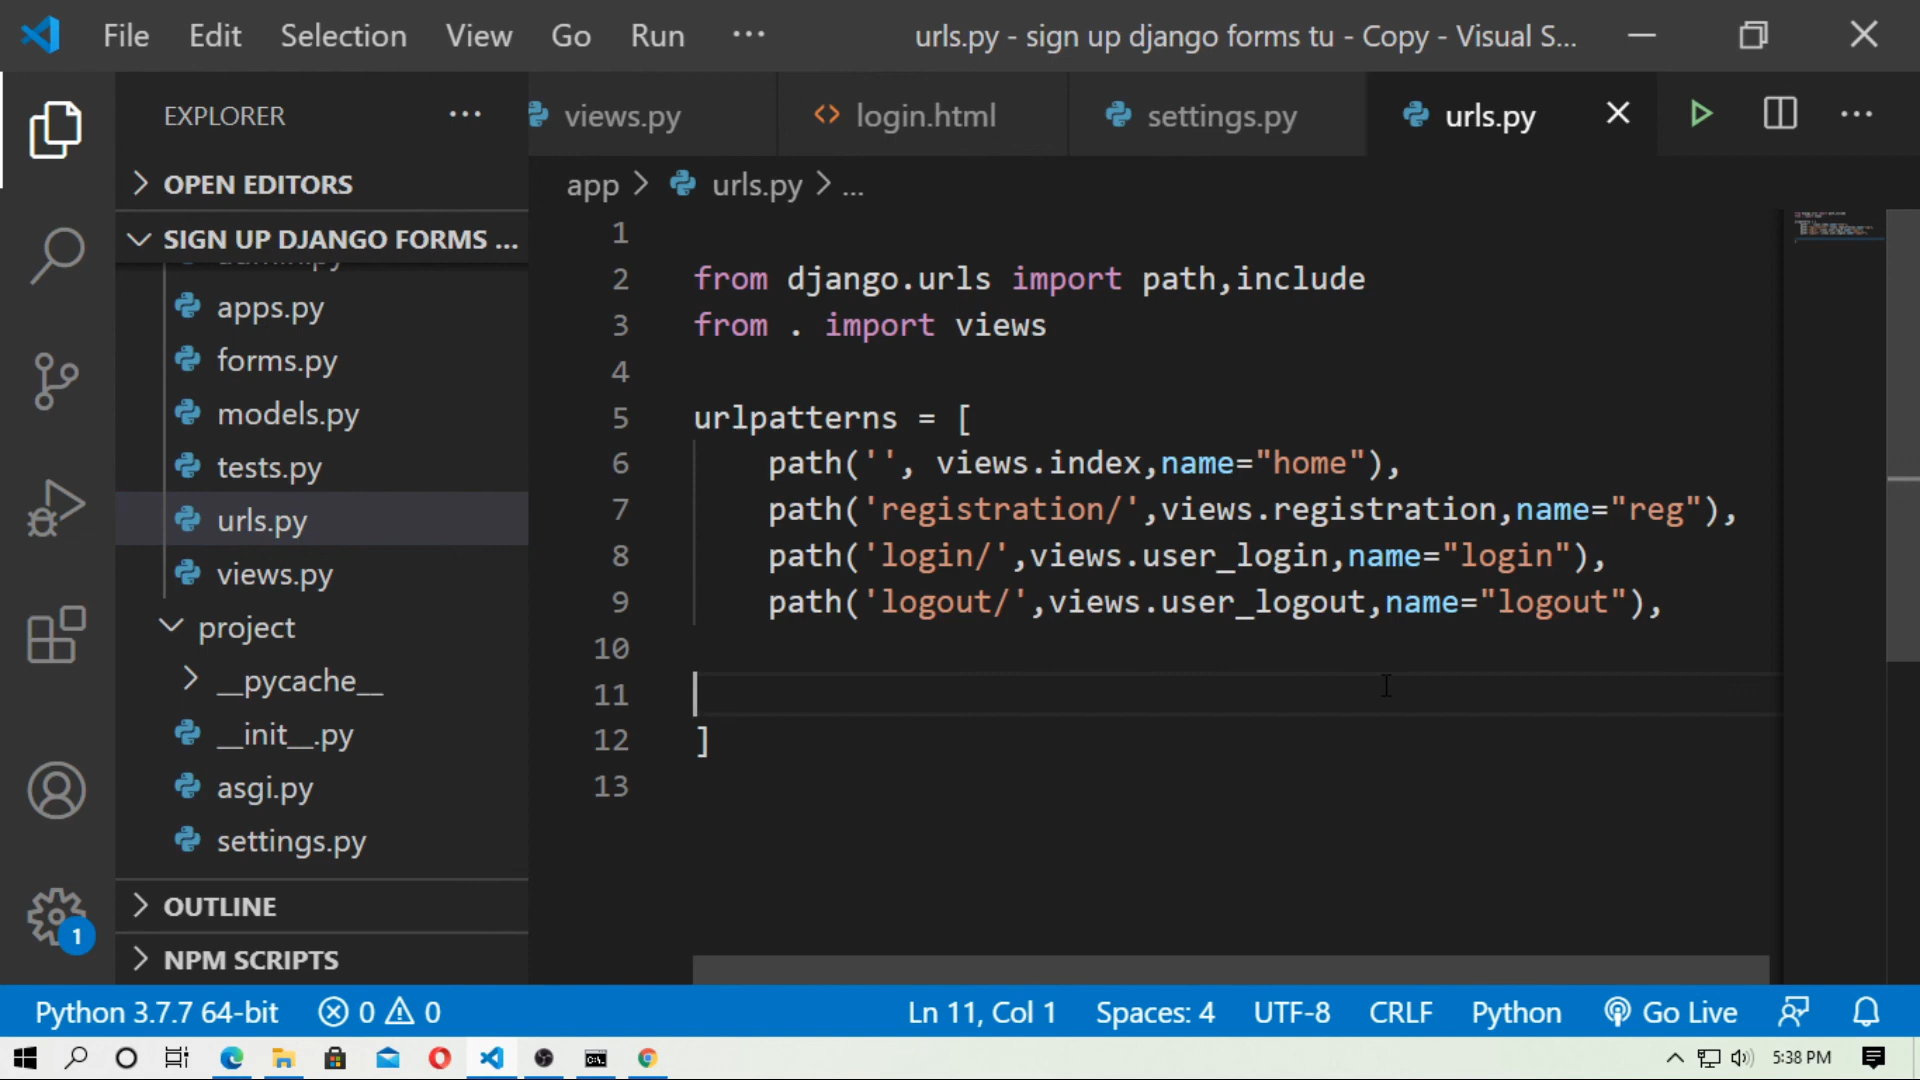 File Edit Selection View Go Run ··· urls.py - sign up django forms tu - Copy - Visual S...
EXPLORER ···
views.py login.html settings.py urls.py
OPEN EDITORS
app > urls.py > ...
SIGN UP DJANGO FORMS ...
apps.py
forms.py
models.py
tests.py
urls.py
views.py
project
__pycache__
__init__.py
asgi.py
settings.py
OUTLINE
NPM SCRIPTS
1
2 from django.urls import path,include
3 from . import views
4
5 urlpatterns = [
6 path('', views.index,name="home"),
7 path('registration/',views.registration,name="reg"),
8 path('login/',views.user_login,name="login"),
9 path('logout/',views.user_logout,name="logout"),
10
11
12 ]
13
1
Python 3.7.7 64-bit 0 0 Ln 11, Col 1 Spaces: 4 UTF-8 CRLF Python Go Live
5:38 PM